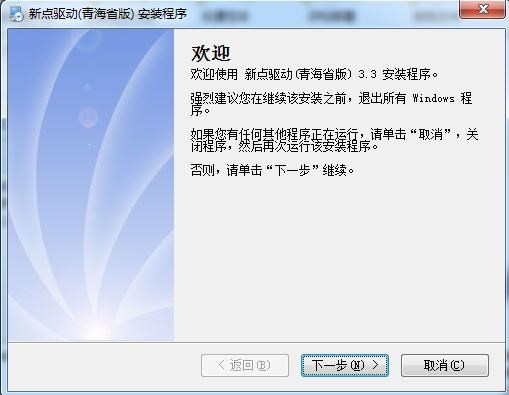 新点驱动(青海省版) 安装程序
欢迎
欢迎使用 新点驱动(青海省版) 3.3 安装程序。
强烈建议您在继续该安装之前，退出所有 Windows 程
序。
如果您有任何其他程序正在运行，请单击“取消”，关
闭程序，然后再次运行该安装程序。
否则，请单击“下一步”继续。
< 返回(B)
下一步(N) >
取消(C)